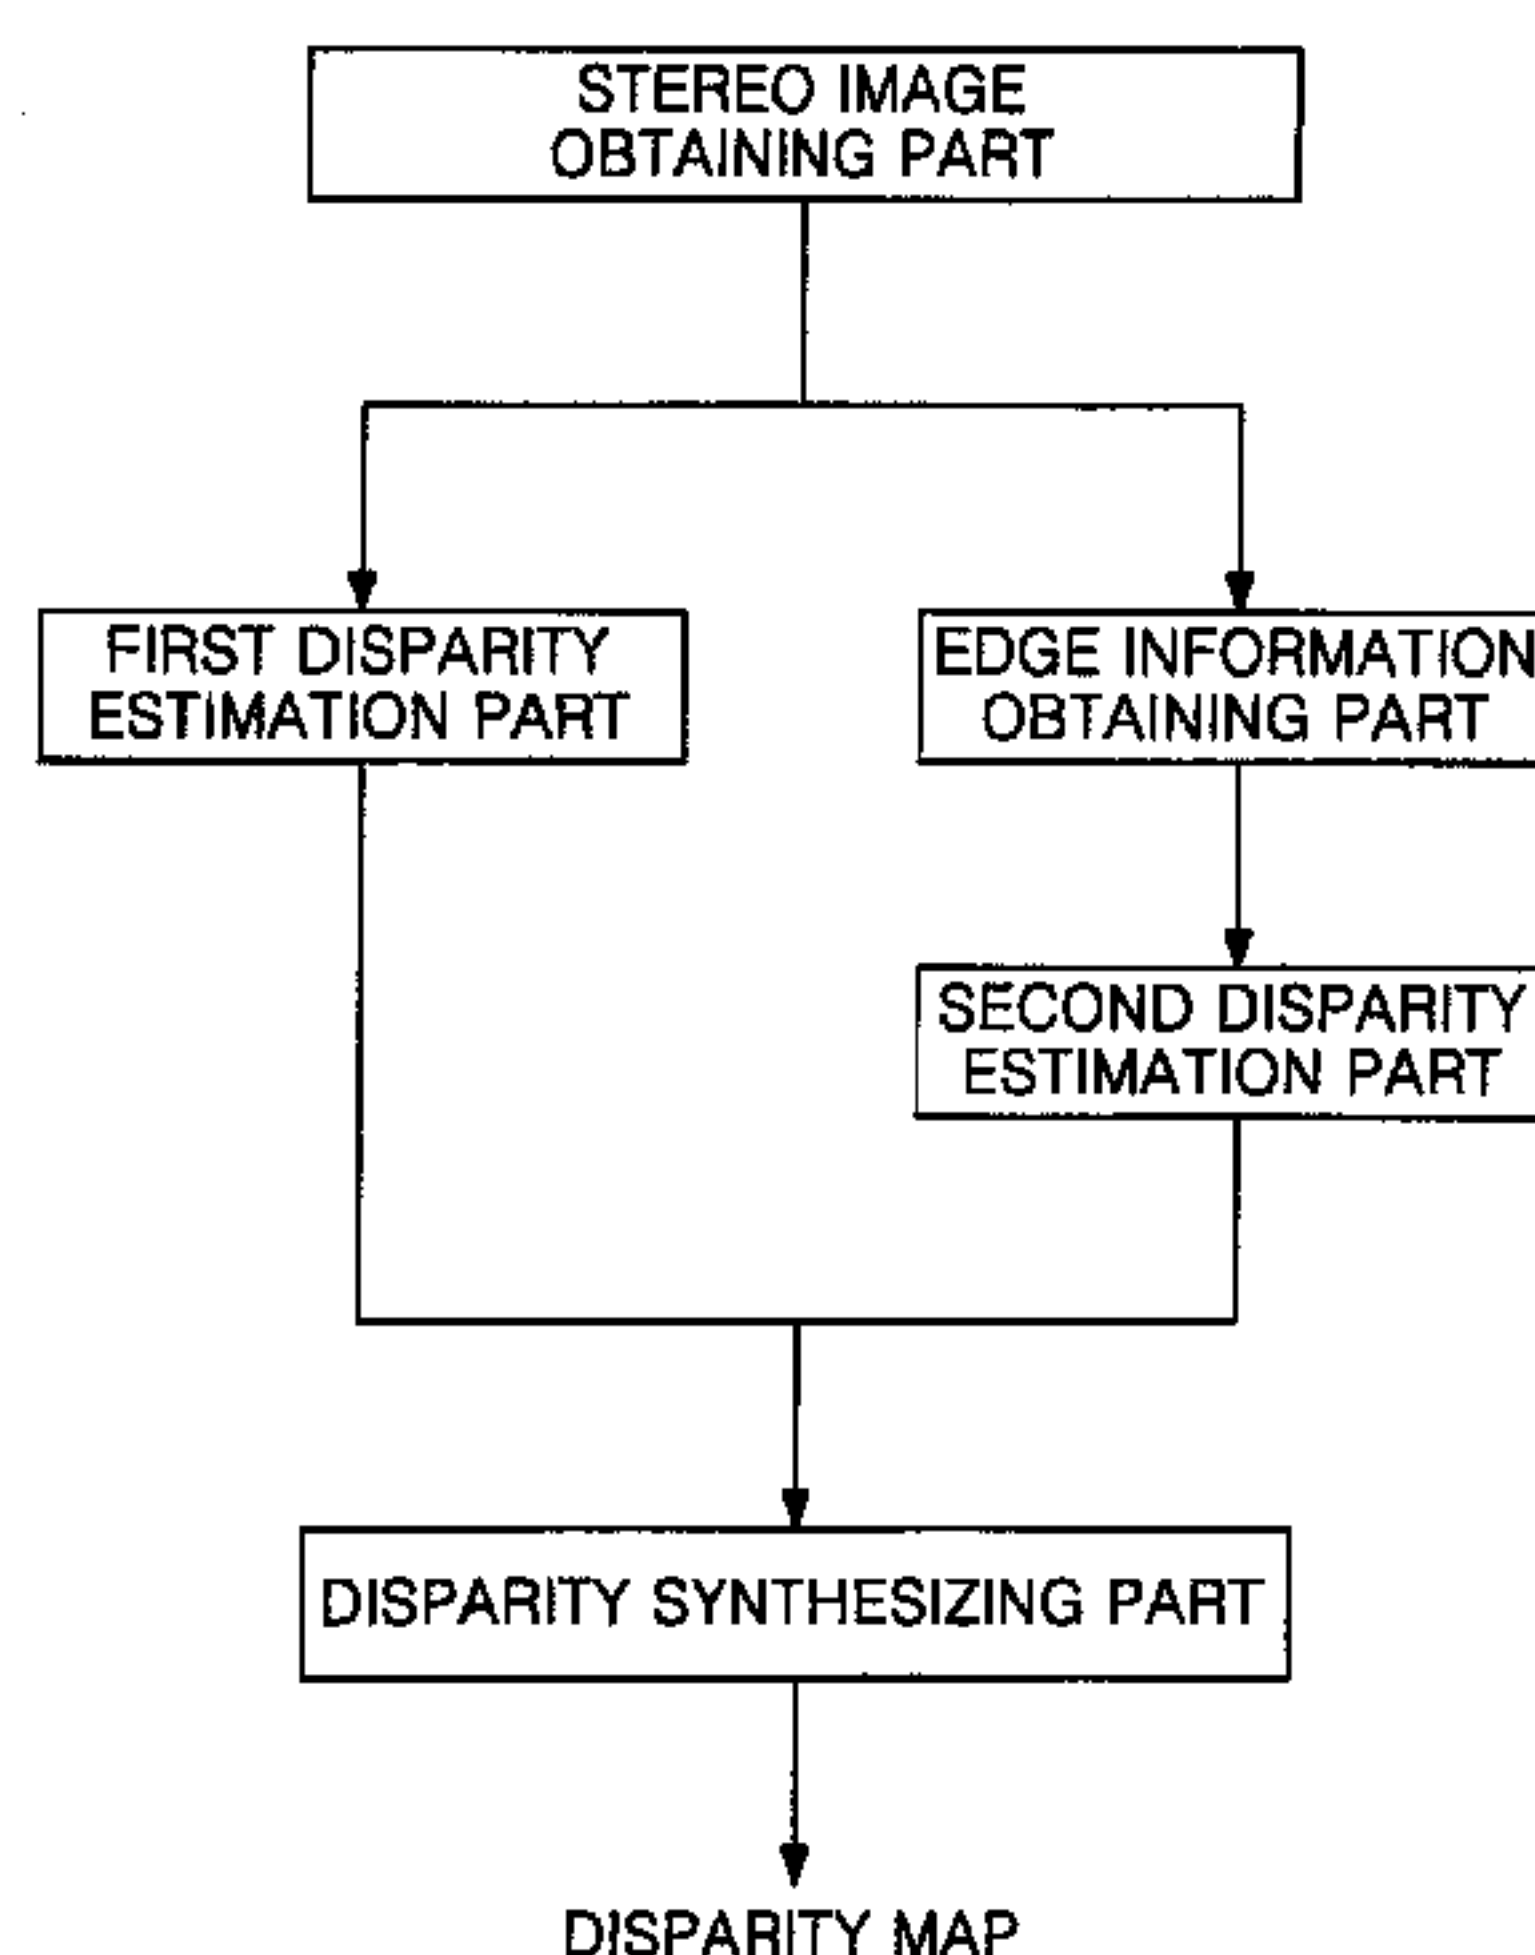 STEREO IMAGE
OBTAINING PART
FIRST DISPARITY
ESTIMATION PART
EDGE INFORMATION
OBTAINING PART
SECOND DISPARITY
ESTIMATION PART
DISPARITY SYNTHESIZING PART
DISPARITY MAP